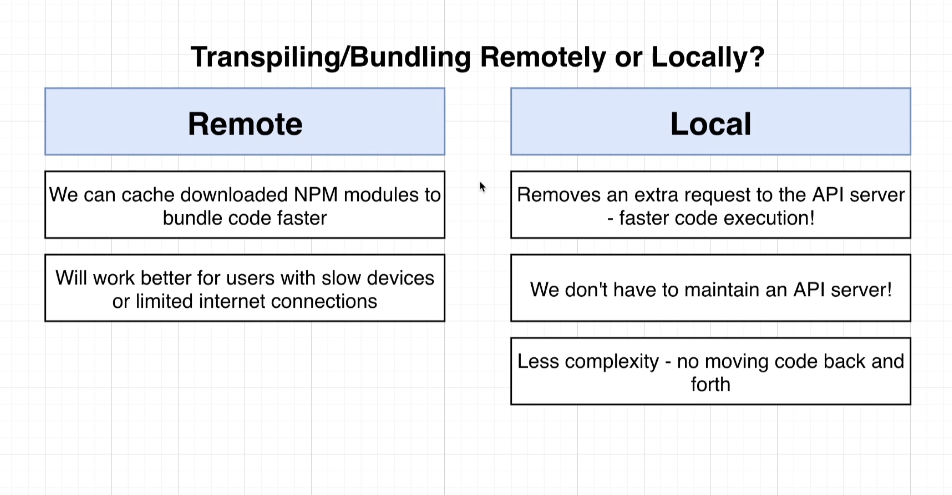 Transpiling/Bundling Remotely or Locally?
Remote
We can cache downloaded NPM modules to
bundle code faster
Will work better for users with slow devices
or limited internet connections
Local
Removes an extra request to the API server
- faster code execution!
We don't have to maintain an API server!
Less complexity - no moving code back and
forth